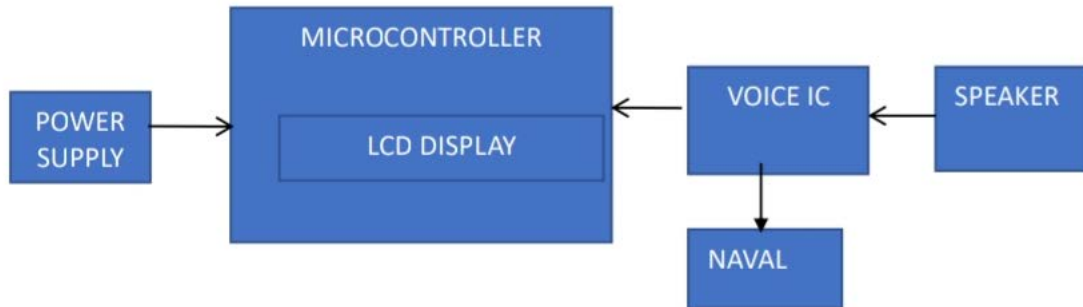 MICROCONTROLLER
POWER
SUPPLY
LCD DISPLAY
VOICE IC
SPEAKER
NAVAL